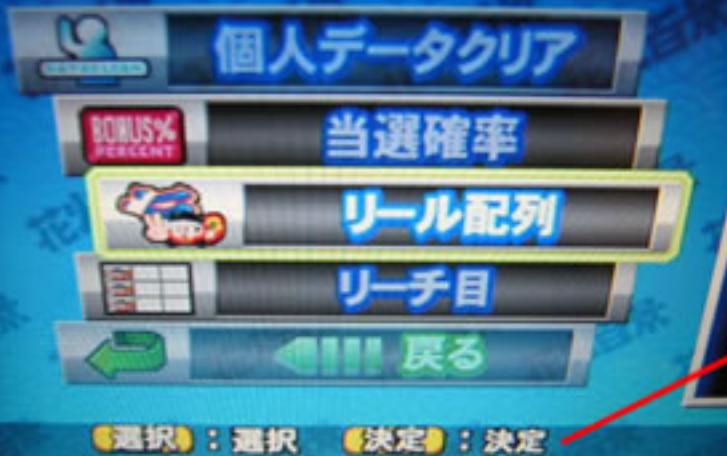 個人データクリア
BONUS%
PERCENT
当選確率
リール配列
リーチ目
戻る
選択：選択 決定：決定